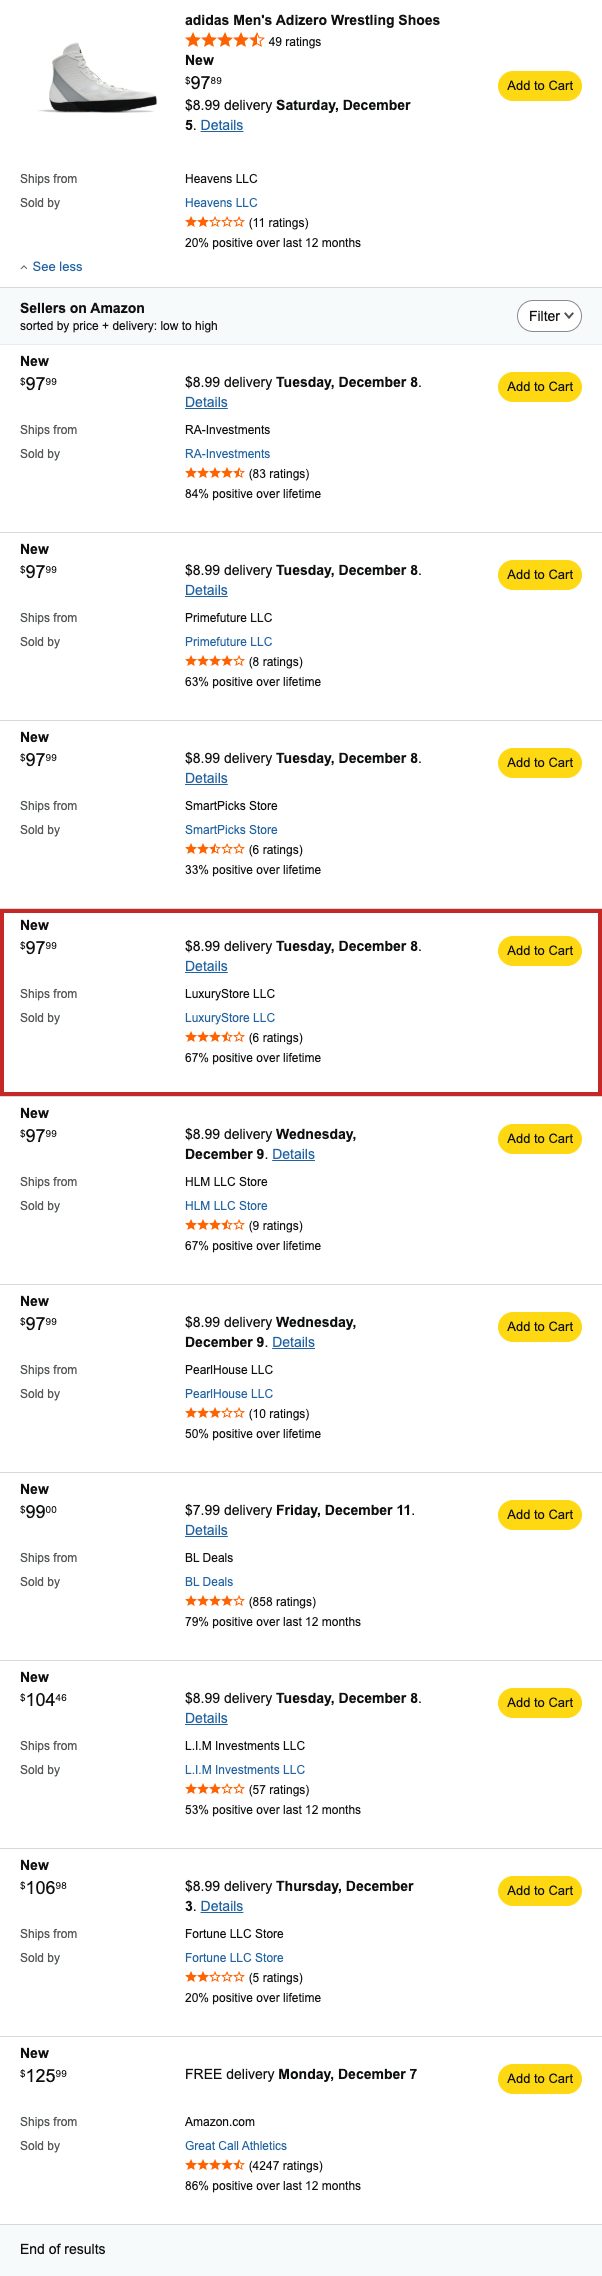 adidas Men's Adizero Wrestling Shoes
49 ratings
New
$97.89
$8.99 delivery Saturday, December
5. Details
Add to Cart
Ships from
Heavens LLC
Sold by
Heavens LLC
(11 ratings)
20% positive over last 12 months
See less
Sellers on Amazon
sorted by price + delivery: low to high
Filter
New
$97.99
$8.99 delivery Tuesday, December 8.
Details
Add to Cart
Ships from
RA-Investments
Sold by
RA-Investments
(83 ratings)
84% positive over lifetime
New
$97.99
$8.99 delivery Tuesday, December 8.
Details
Add to Cart
Ships from
Primefuture LLC
Sold by
Primefuture LLC
(8 ratings)
63% positive over lifetime
New
$97.99
$8.99 delivery Tuesday, December 8.
Details
Add to Cart
Ships from
SmartPicks Store
Sold by
SmartPicks Store
(6 ratings)
33% positive over lifetime
New
$97.99
$8.99 delivery Tuesday, December 8.
Details
Add to Cart
Ships from
LuxuryStore LLC
Sold by
LuxuryStore LLC
(6 ratings)
67% positive over lifetime
New
$97.99
$8.99 delivery Wednesday,
December 9. Details
Add to Cart
Ships from
HLM LLC Store
Sold by
HLM LLC Store
(9 ratings)
67% positive over lifetime
New
$97.99
$8.99 delivery Wednesday,
December 9. Details
Add to Cart
Ships from
PearlHouse LLC
Sold by
PearlHouse LLC
(10 ratings)
50% positive over lifetime
New
$99.00
$7.99 delivery Friday, December 11.
Details
Add to Cart
Ships from
BL Deals
Sold by
BL Deals
(858 ratings)
79% positive over last 12 months
New
$104.46
$8.99 delivery Tuesday, December 8.
Details
Add to Cart
Ships from
L.I.M Investments LLC
Sold by
L.I.M Investments LLC
(57 ratings)
53% positive over last 12 months
New
$106.98
$8.99 delivery Thursday, December
3. Details
Add to Cart
Ships from
Fortune LLC Store
Sold by
Fortune LLC Store
(5 ratings)
20% positive over lifetime
New
$125.99
FREE delivery Monday, December 7
Add to Cart
Ships from
Amazon.com
Sold by
Great Call Athletics
(4247 ratings)
86% positive over last 12 months
End of results